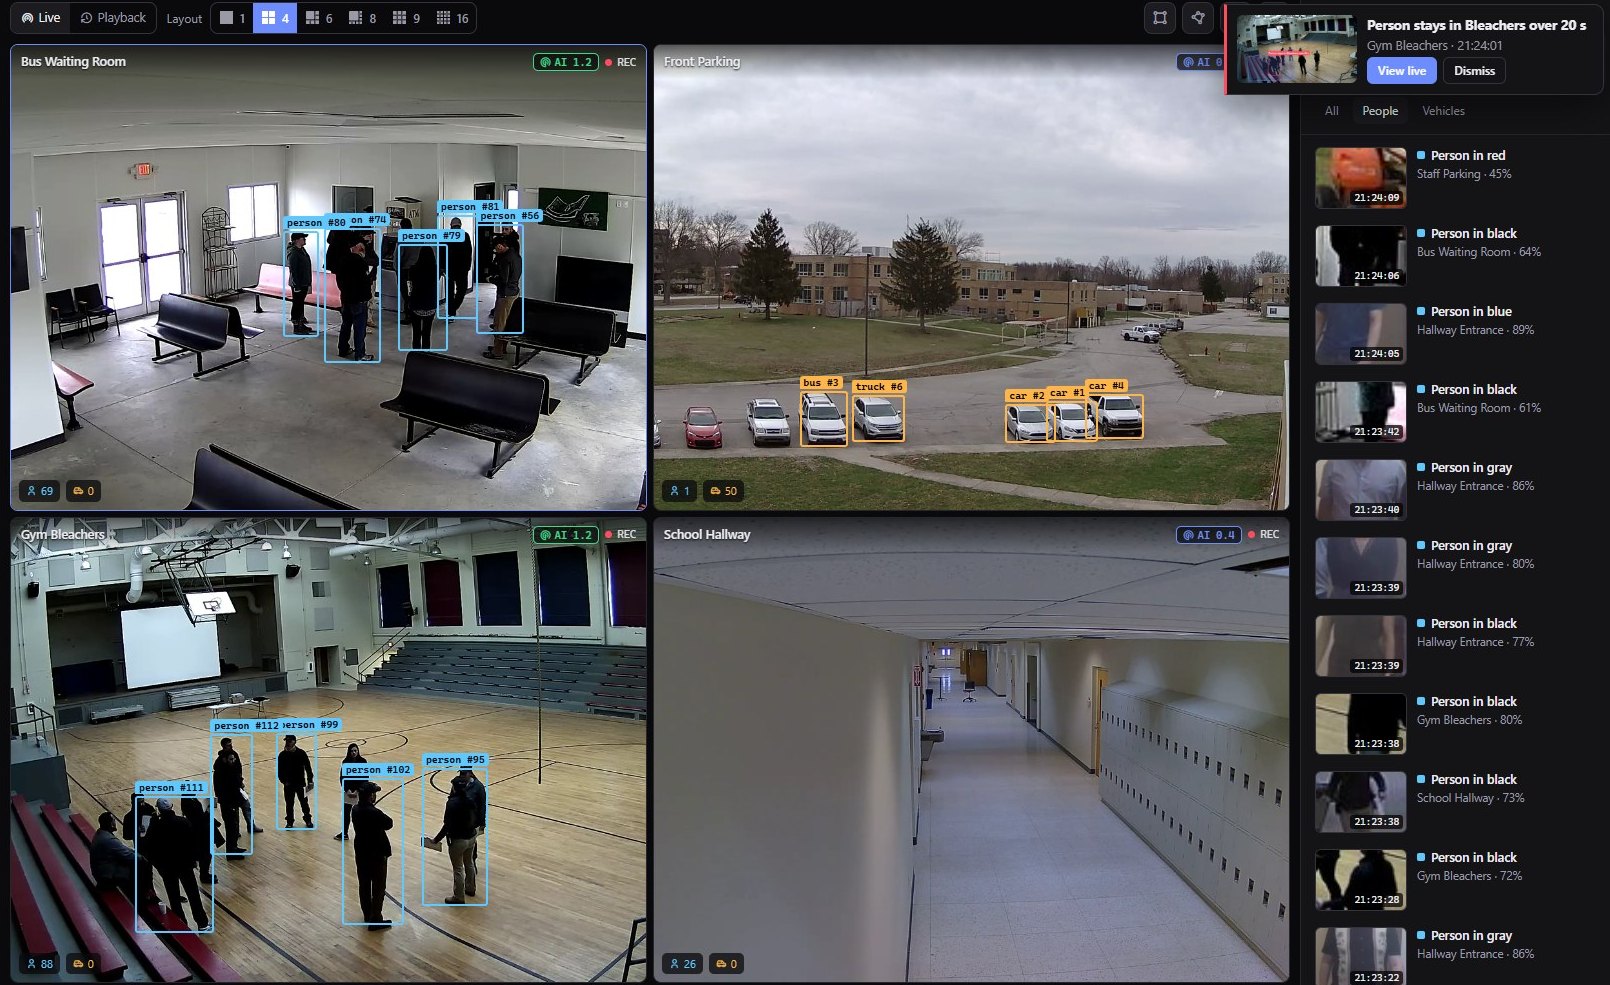 Live
Playback
Layout
1
4
6
8
9
16
Person stays in Bleachers over 20 s
Gym Bleachers · 21:24:01
View live
Dismiss
Bus Waiting Room
AI 1.2
REC
EXIT
ATM
person #80
on #74
person #79
person #81
person #56
69
0
Front Parking
AI 0
bus #3
truck #6
car #2
car #1
car #4
1
50
Gym Bleachers
AI 1.2
REC
person #112
person #99
person #111
person #102
person #95
88
0
School Hallway
AI 0.4
REC
26
0
All
People
Vehicles
Person in red
Staff Parking · 45%
21:24:09
Person in black
Bus Waiting Room · 64%
21:24:06
Person in blue
Hallway Entrance · 89%
21:24:05
Person in black
Bus Waiting Room · 61%
21:23:42
Person in gray
Hallway Entrance · 86%
21:23:40
Person in gray
Hallway Entrance · 80%
21:23:39
Person in black
Hallway Entrance · 77%
21:23:39
Person in black
Gym Bleachers · 80%
21:23:38
Person in black
School Hallway · 73%
21:23:38
Person in black
Gym Bleachers · 72%
21:23:28
Person in gray
Hallway Entrance · 86%
21:23:22